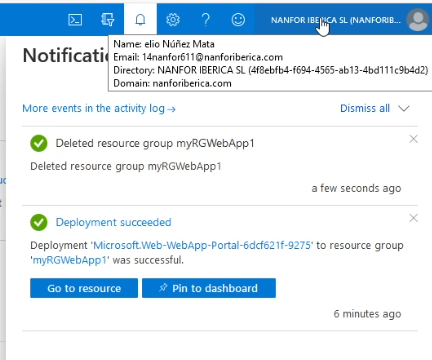 NANFOR IBERICA SL (NANFORIB...
Notification
Name: elio Núñez Mata
Email: 14nanfor611@nanforiberica.com
Directory: NANFOR IBERICA SL (4f8ebfb4-f694-4565-ab13-4bd111c9b4d2)
Domain: nanforiberica.com
More events in the activity log →
Dismiss all
Deleted resource group myRGWebApp1
Deleted resource group myRGWebApp1
a few seconds ago
Deployment succeeded
Deployment 'Microsoft.Web-WebApp-Portal-6dcf621f-9275' to resource group
'myRGWebApp1' was successful.
Go to resource
Pin to dashboard
6 minutes ago